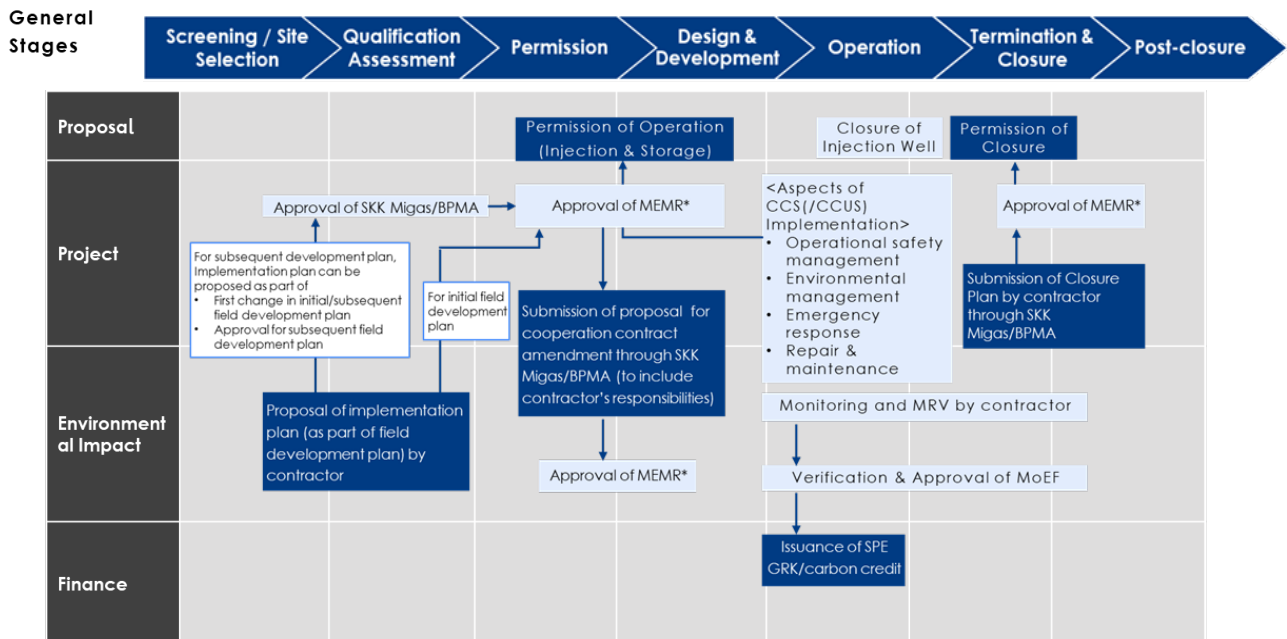 General
Stages
Screening / Site
Selection
Qualification
Assessment
Permission
Design &
Development
Operation
Termination &
Closure
Post-closure
Proposal
Permission of Operation
(Injection & Storage)
Closure of
Injection Well
Permission of
Closure
Project
Approval of SKK Migas/BPMA
Approval of MEMR*
<Aspects of
CCS(/CCUS)
Implementation>
• Operational safety
management
• Environmental
management
• Emergency
response
• Repair &
maintenance
Approval of MEMR*
For subsequent development plan,
Implementation plan can be
proposed as part of
• First change in initial/subsequent
field development plan
• Approval for subsequent field
development plan
For initial field
development
plan
Submission of proposal for
cooperation contract
amendment through SKK
Migas/BPMA (to include
contractor's responsibilities)
Submission of Closure
Plan by contractor
through SKK
Migas/BPMA
Environment
al Impact
Proposal of implementation
plan (as part of field
development plan) by
contractor
Approval of MEMR*
Monitoring and MRV by contractor
Verification & Approval of MoEF
Finance
Issuance of SPE
GRK/carbon credit